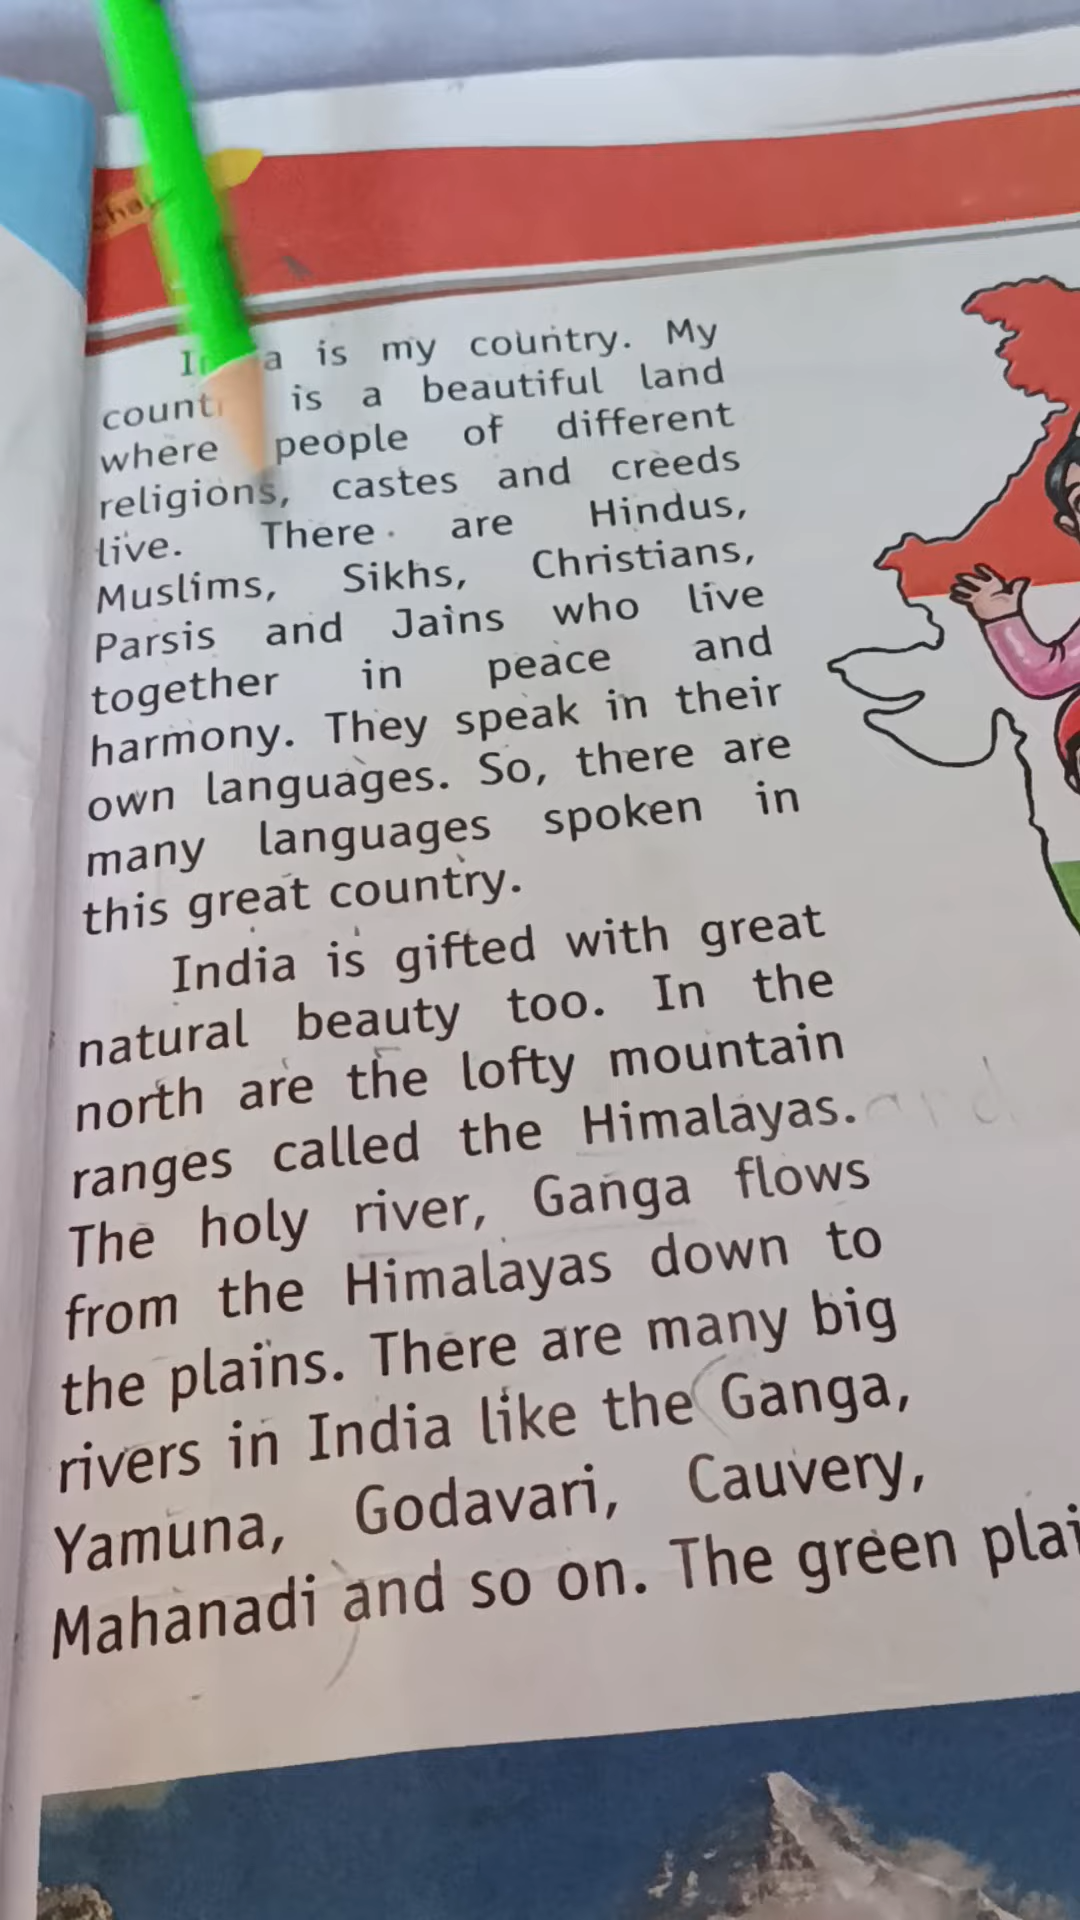 is my country. My
is a beautiful land
where people of different
religions, castes and creeds
live. There are Hindus,
Muslims, Sikhs, Christians,
Parsis and Jains who live
together in peace and
harmony. They speak in their
own languages. So, there are
many languages spoken in
this great country.
India is gifted with great
natural beauty too. In the
north are the lofty mountain
ranges called the Himalayas.
The holy river, Ganga flows
from the Himalayas down to
the plains. There are many big
rivers in India like the Ganga,
Yamuna, Godavari, Cauvery,
Mahanadi and so on. The green